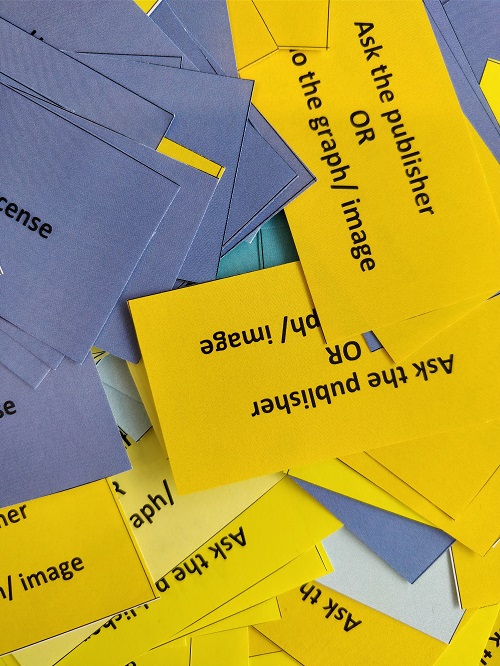 Ask the publisher
OR
o the graph/ image
cense
ph/ image
OR
Ask the publisher
se
aph/
her
h/ image
Ask the p
Ask th